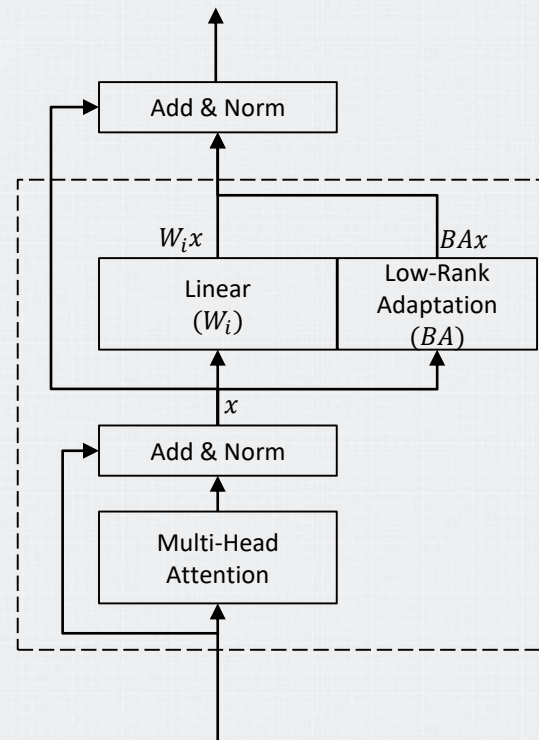 Add & Norm
W_i x
BAx
Linear
(W_i)
Low-Rank
Adaptation
(BA)
x
Add & Norm
Multi-Head
Attention